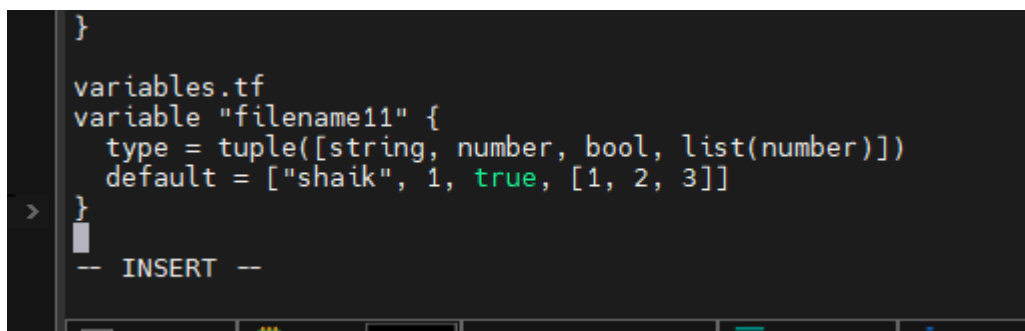 }
variables.tf
variable "filename11" {
  type = tuple([string, number, bool, list(number)])
  default = ["shaik", 1, true, [1, 2, 3]]
}
-- INSERT --